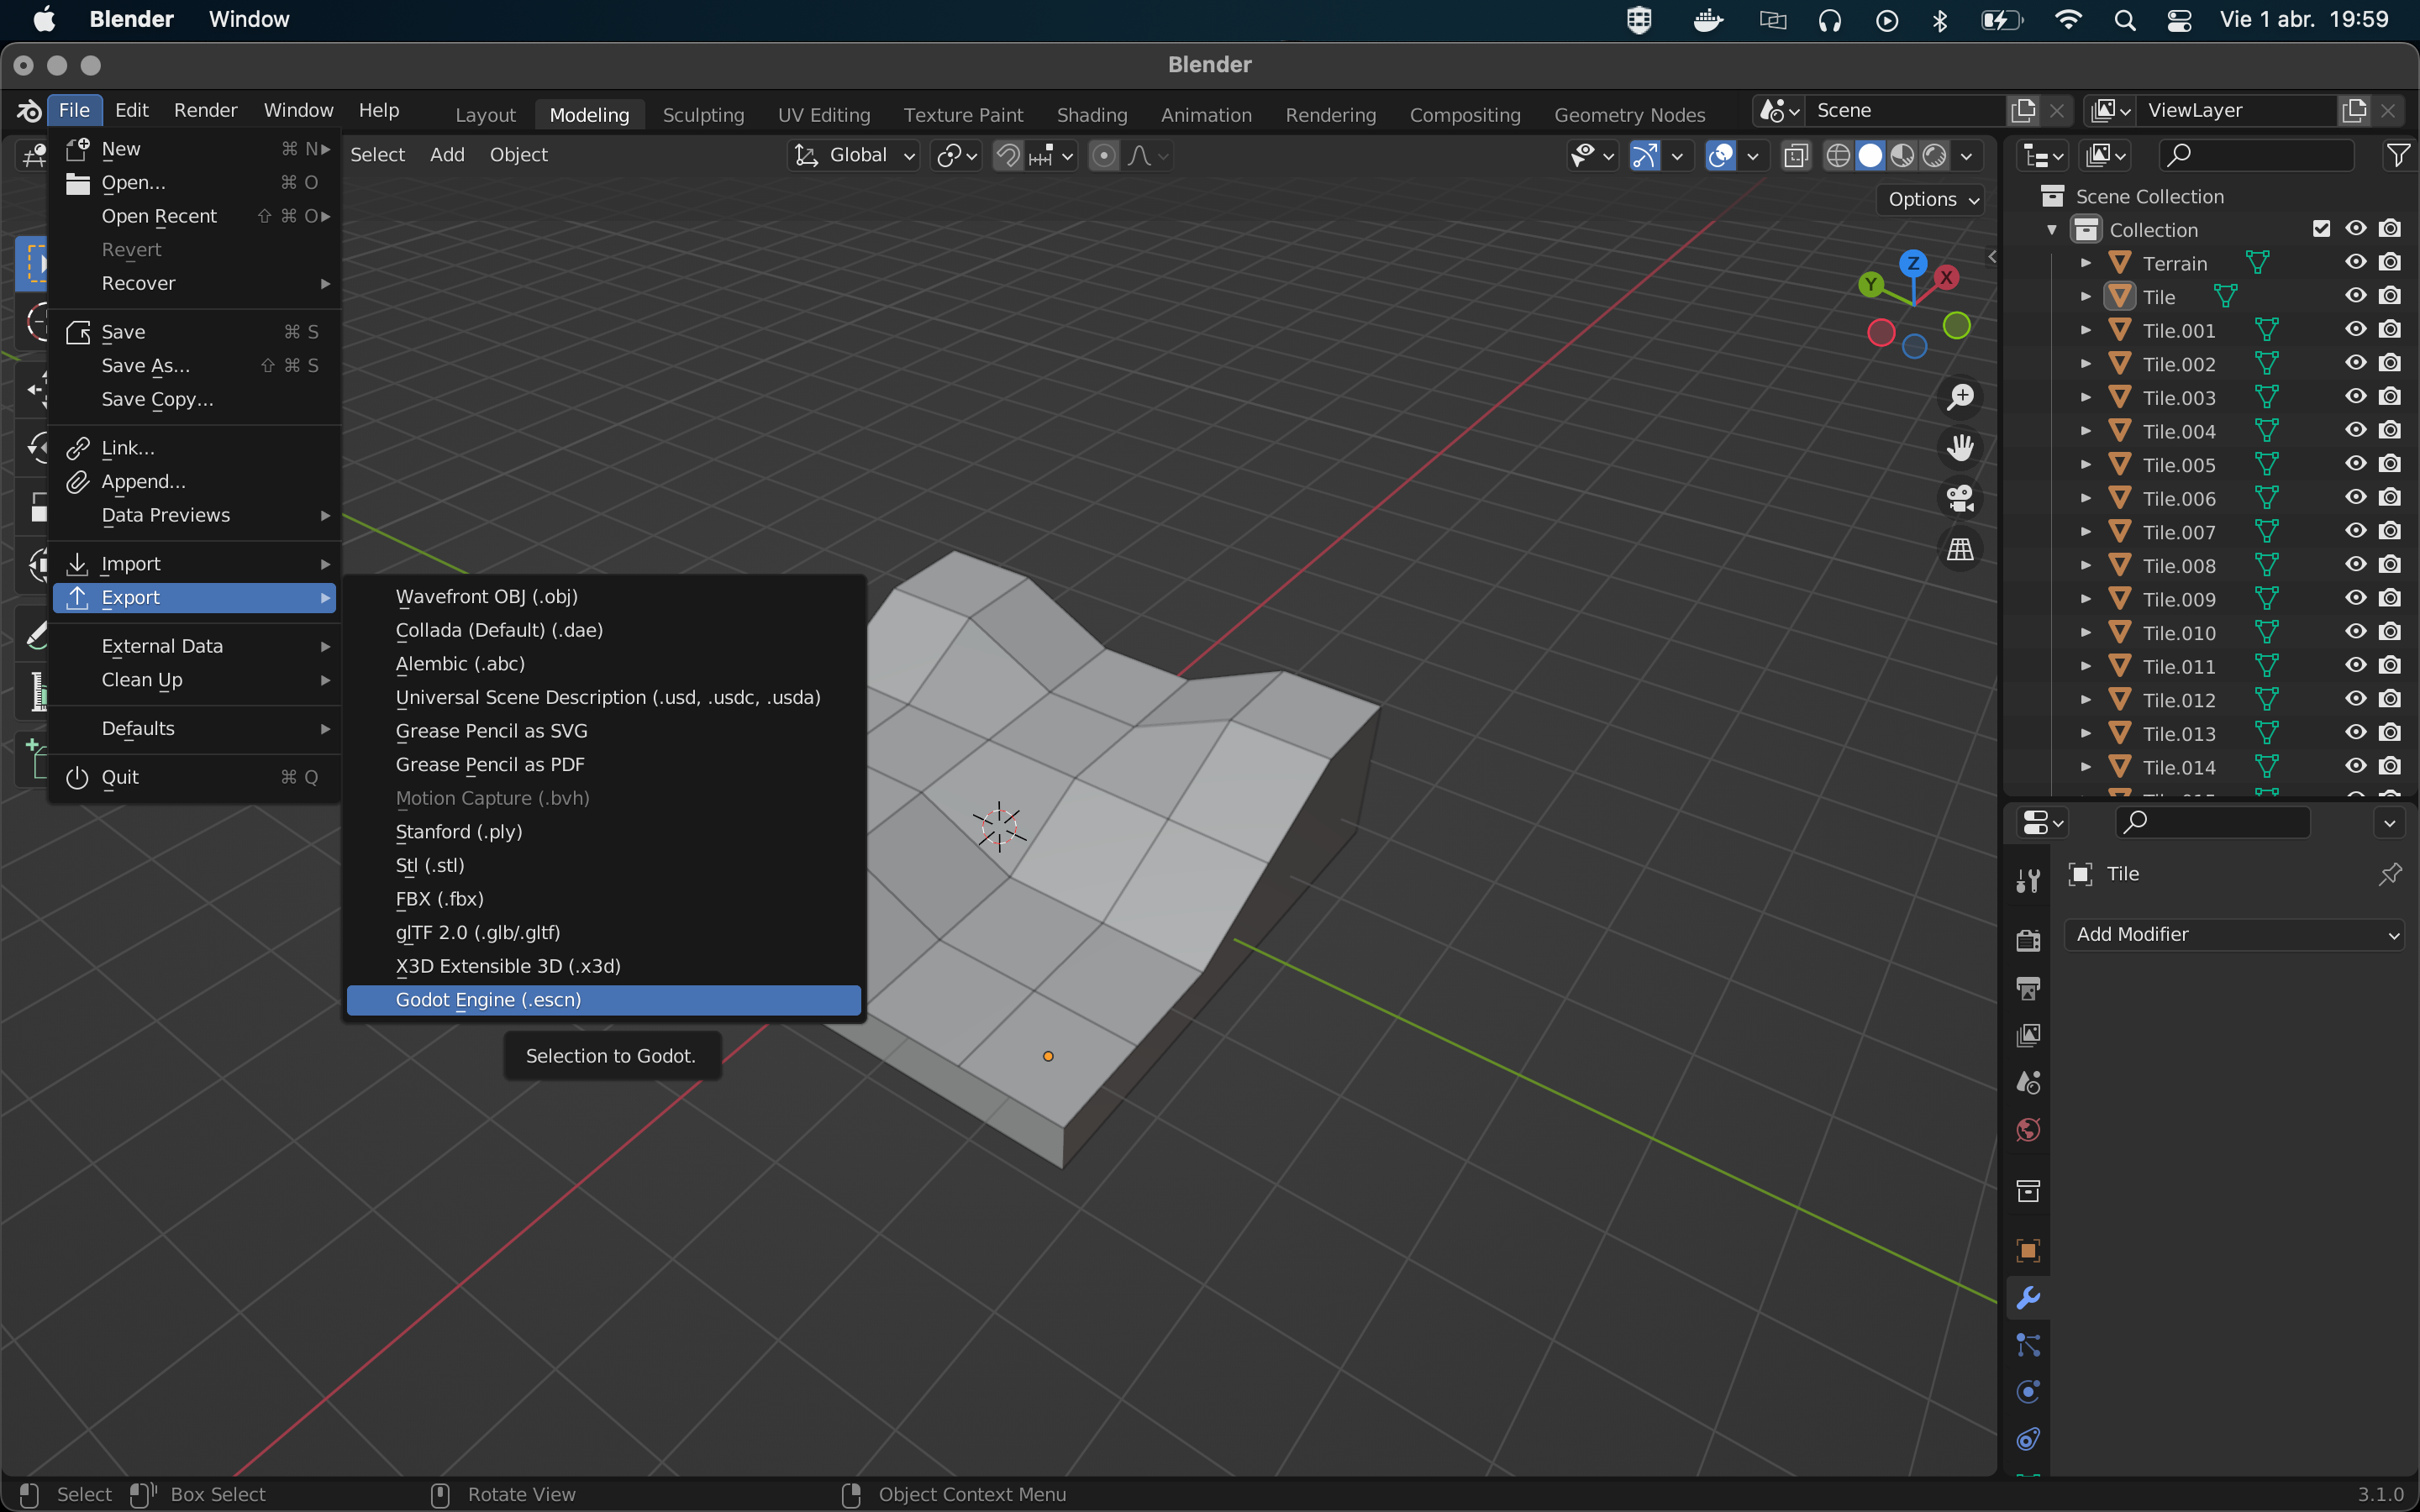 Blender Window Vie 1 abr. 19:59
Blender
File Edit Render Window Help Layout Modeling Sculpting UV Editing Texture Paint Shading Animation Rendering Compositing Geometry Nodes Scene ViewLayer
Select Add Object Global
Options
New ⌘ N
Open... ⌘ O
Open Recent ⇧ ⌘ O
Revert
Recover
Save ⌘ S
Save As... ⇧ ⌘ S
Save Copy...
Link...
Append...
Data Previews
Import
Export
External Data
Clean Up
Defaults
Quit ⌘ Q
Wavefront OBJ (.obj)
Collada (Default) (.dae)
Alembic (.abc)
Universal Scene Description (.usd, .usdc, .usda)
Grease Pencil as SVG
Grease Pencil as PDF
Motion Capture (.bvh)
Stanford (.ply)
Stl (.stl)
FBX (.fbx)
glTF 2.0 (.glb/.gltf)
X3D Extensible 3D (.x3d)
Godot Engine (.escn)
Selection to Godot.
Z
X
Y
Scene Collection
Collection
Terrain
Tile
Tile.001
Tile.002
Tile.003
Tile.004
Tile.005
Tile.006
Tile.007
Tile.008
Tile.009
Tile.010
Tile.011
Tile.012
Tile.013
Tile.014
Tile
Add Modifier
Select Box Select Rotate View Object Context Menu 3.1.0